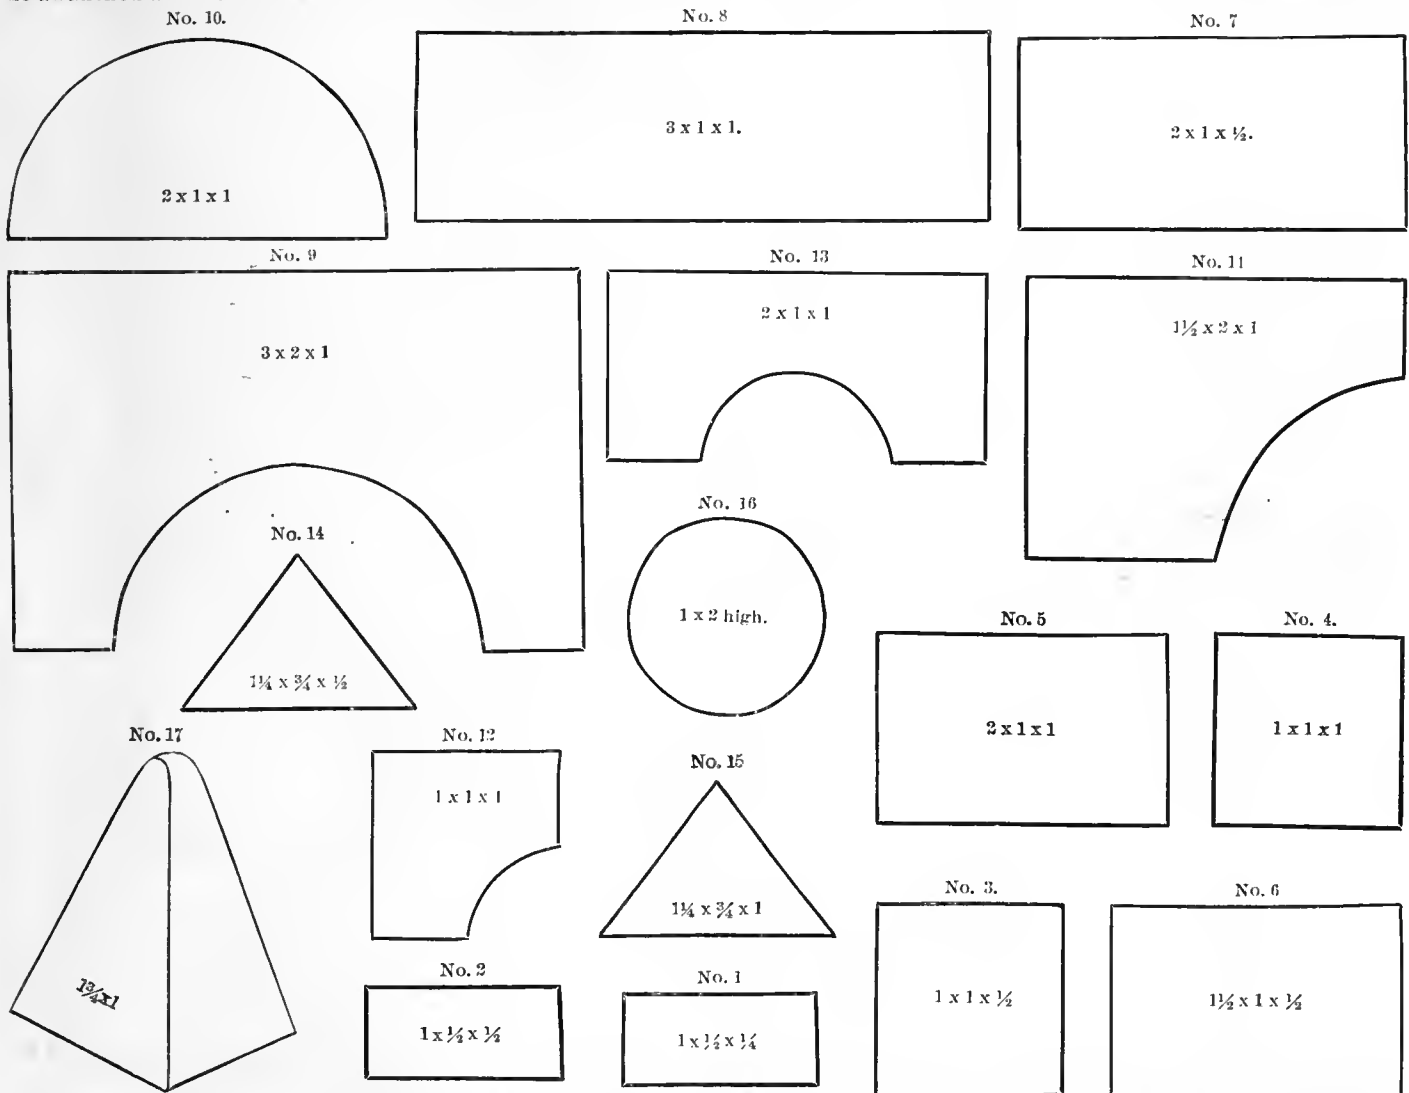 No. 10.
No. 8
No. 7
2 x 1 x 1
3 x 1 x 1.
2 x 1 x ½.
No. 9
No. 13
No. 11
3 x 2 x 1
2 x 1 x 1
1½ x 2 x 1
No. 14
No. 16
1¼ x ¾ x ½
1 x 2 high.
No. 5
No. 4.
2 x 1 x 1
1 x 1 x 1
No. 17
No. 12
No. 15
1¾x1
1 x 1 x 1
1¼ x ¾ x 1
No. 3.
No. 6
No. 2
No. 1
1 x ½ x ½
1 x ½ x ¼
1 x 1 x ½
1½ x 1 x ½